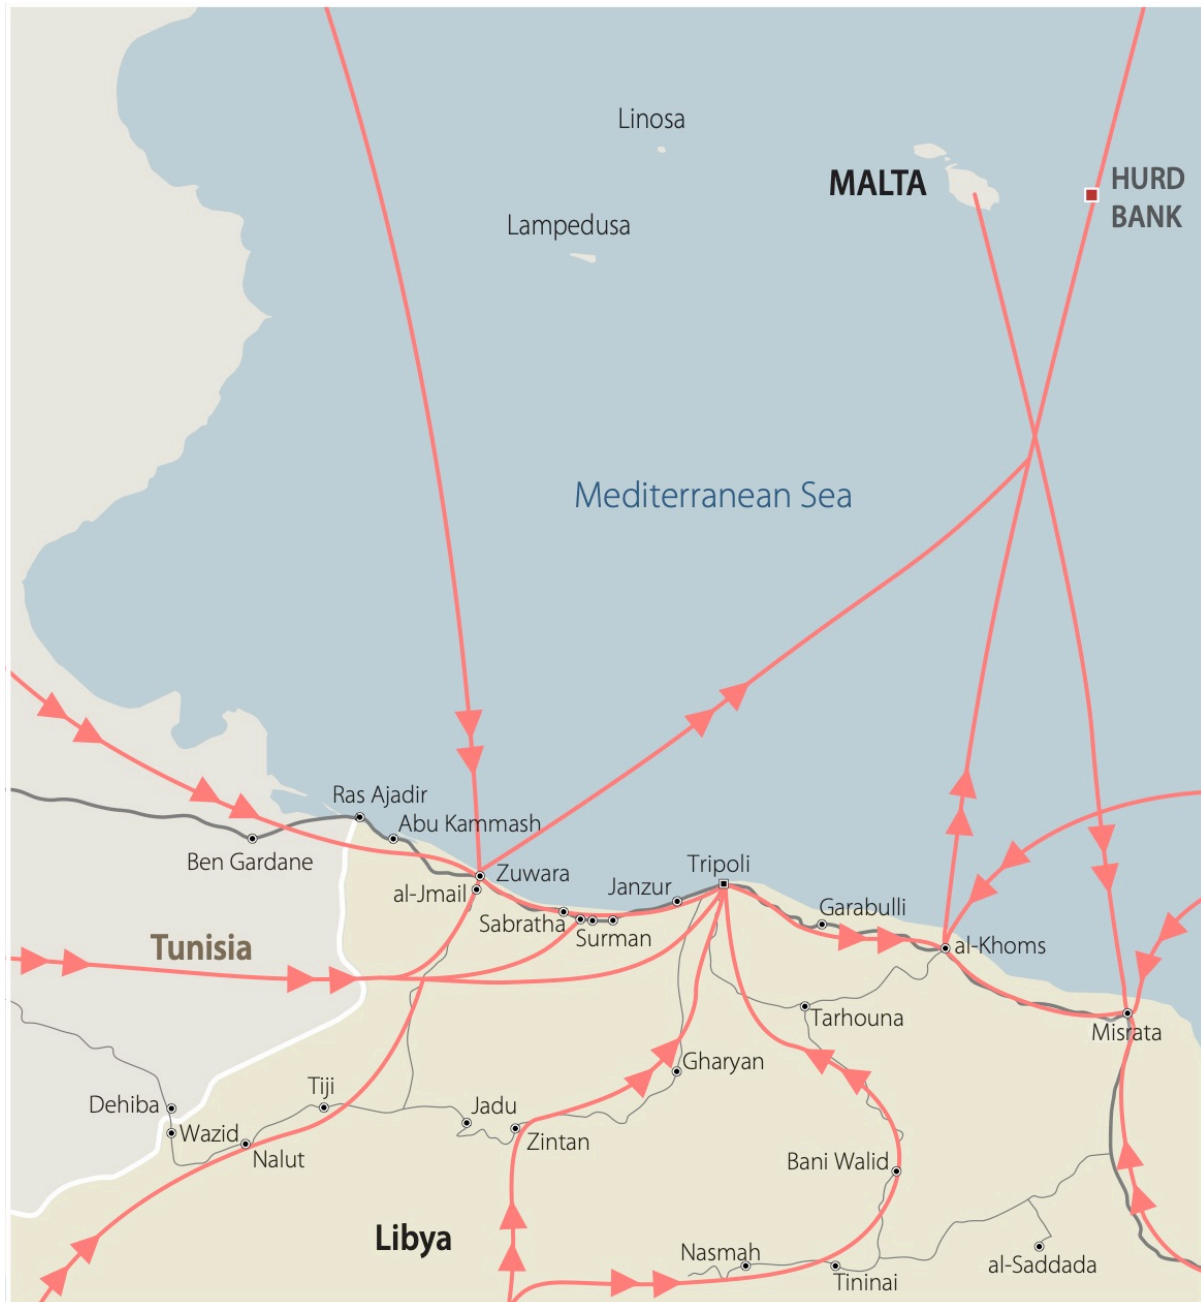 Linosa
MALTA
HURD
BANK
Lampedusa
Mediterranean Sea
Ras Ajadir
Abu Kammash
Ben Gardane
Zuwara
Tripoli
al-Jmail
Janzur
Sabratha
Surman
Garabulli
al-Khoms
Tunisia
Tarhouna
Misrata
Gharyan
Tiji
Dehiba
Jadu
Wazid
Zintan
Nalut
Bani Walid
Libya
Nasmah
al-Saddada
Tininai